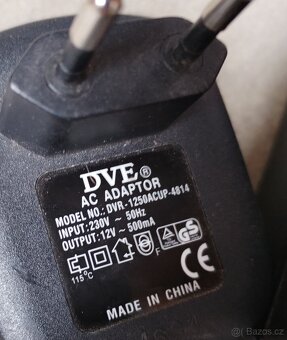 DVE®
AC ADAPTOR
MODEL NO.: DVR-1250ACUP-4814
INPUT: 230V ~ 50Hz
OUTPUT: 12V ~ 500mA
115°C
F
GS
CE
MADE IN CHINA
Bazos.cz